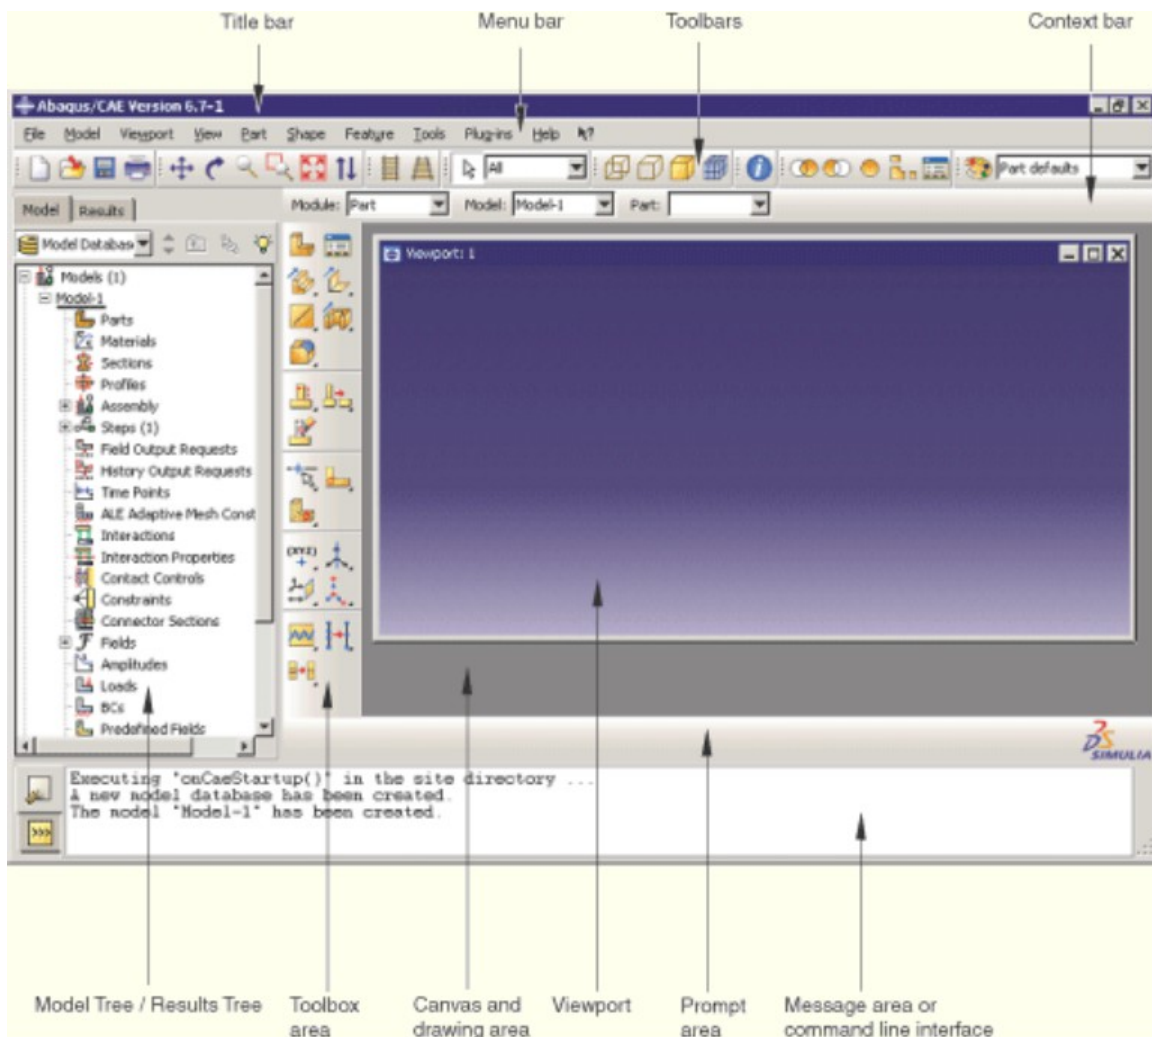 Title bar
Menu bar
Toolbars
Context bar
Abaqus/CAE Version 6.7-1
File Model Viewport View Part Shape Feature Tools Plug-ins Help
All
Part defaults
Model Results
Module: Part Model: Model-1 Part:
Model Databas
Viewport: 1
Models (1)
Model-1
Parts
Materials
Sections
Profiles
Assembly
Steps (1)
Field Output Requests
History Output Requests
Time Points
ALE Adaptive Mesh Const
Interactions
Interaction Properties
Contact Controls
Constraints
Connector Sections
Fields
Amplitudes
Loads
BCs
Predefined Fields
(XYZ)
SIMULIA
Executing "onCaeStartup()" in the site directory ...
A new model database has been created.
The model "Model-1" has been created.
>>>
Model Tree / Results Tree
Toolbox
area
Canvas and
drawing area
Viewport
Prompt
area
Message area or
command line interface